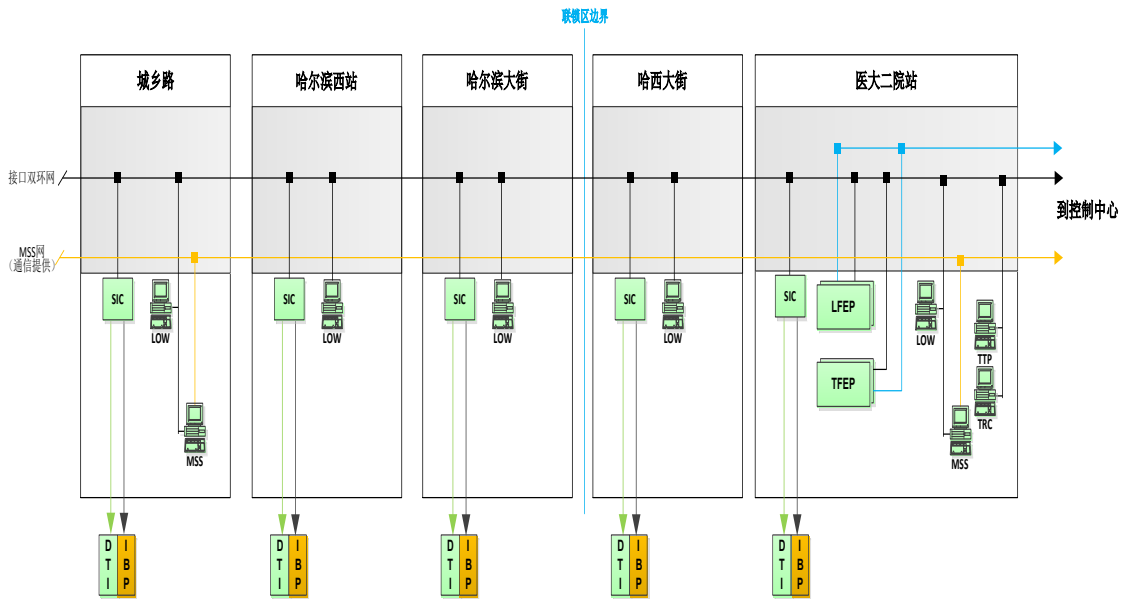 联锁区边界
城乡路
哈尔滨西站
哈尔滨大街
哈西大街
医大二院站
接口双环网
到控制中心
MSS网
（通信提供）
SIC
LOW
MSS
SIC
LOW
SIC
LOW
SIC
LOW
SIC
LFEP
TFEP
LOW
TTP
TRC
MSS
DTI
IBP
DTI
IBP
DTI
IBP
DTI
IBP
DTI
IBP